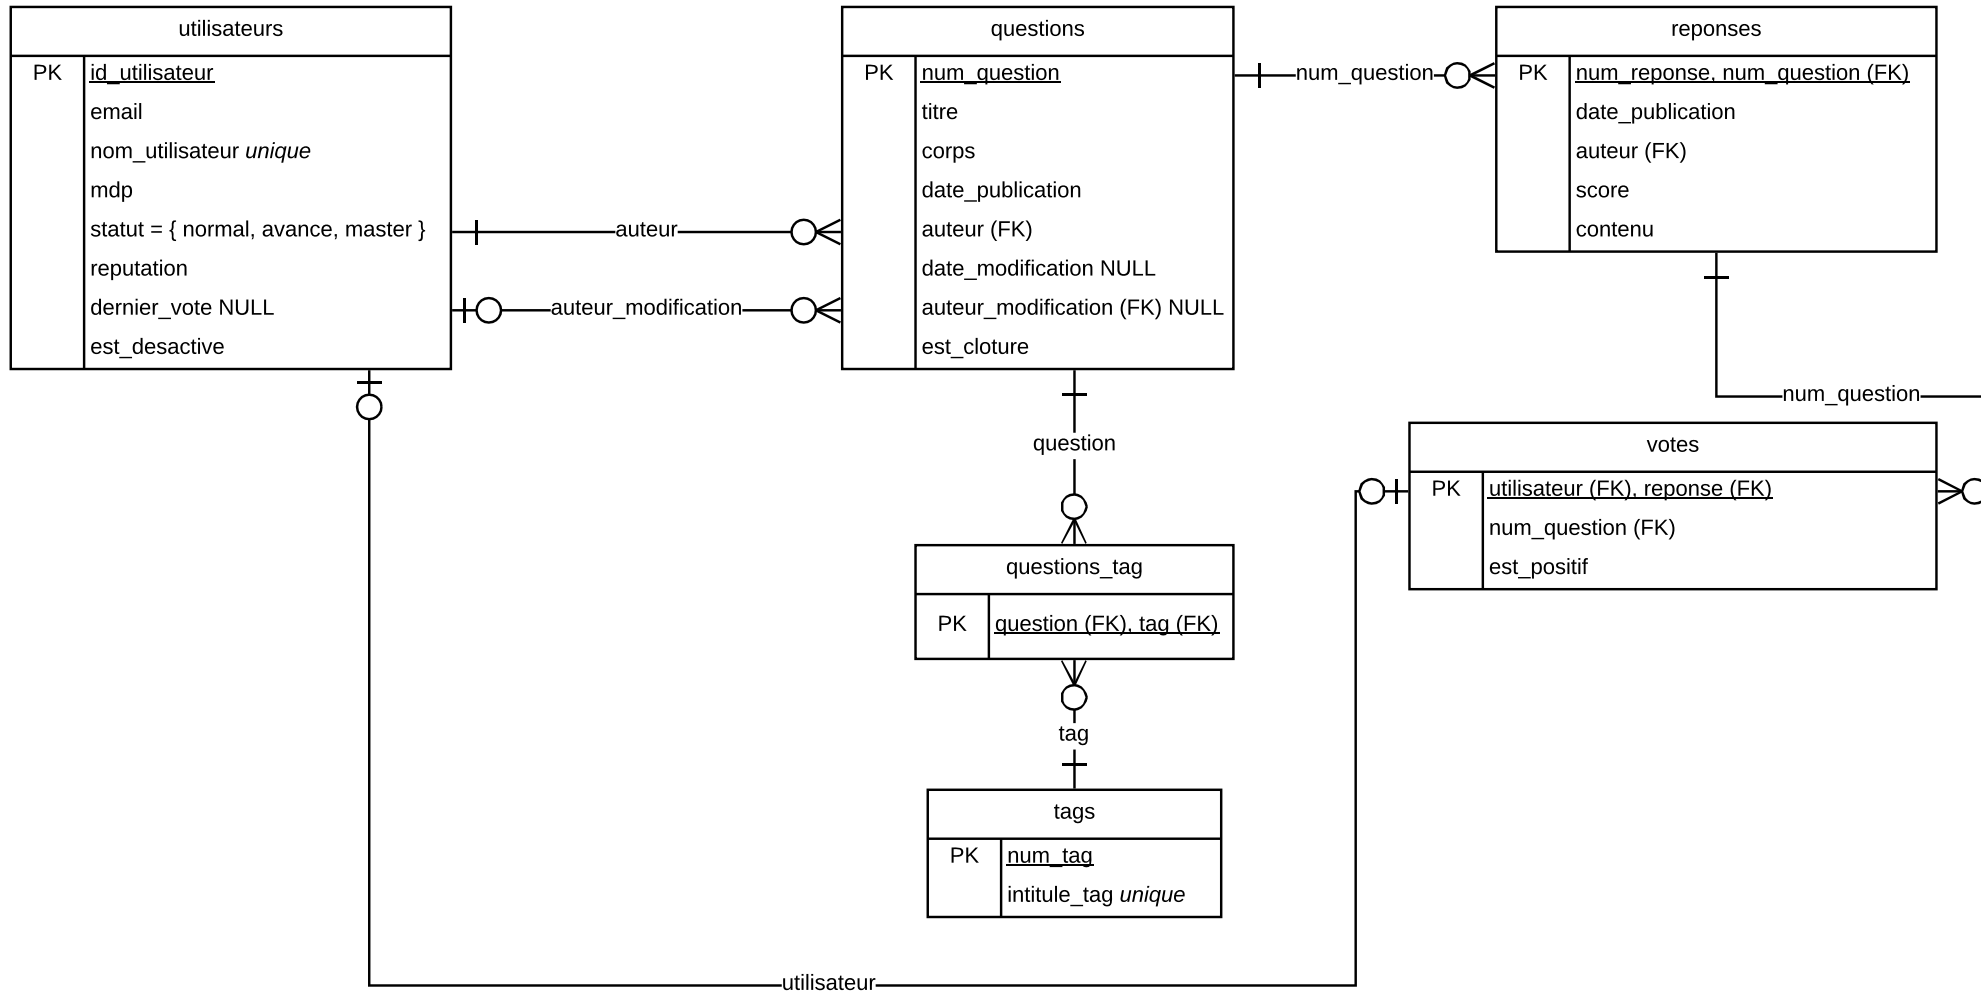 utilisateurs
PK id_utilisateur
email
nom_utilisateur unique
mdp
statut = { normal, avance, master }
reputation
dernier_vote NULL
est_desactive
auteur
auteur_modification
questions
PK num_question
titre
corps
date_publication
auteur (FK)
date_modification NULL
auteur_modification (FK) NULL
est_cloture
num_question
reponses
PK num_reponse, num_question (FK)
date_publication
auteur (FK)
score
contenu
num_question
question
votes
PK utilisateur (FK), reponse (FK)
num_question (FK)
est_positif
questions_tag
PK question (FK), tag (FK)
tag
tags
PK num_tag
intitule_tag unique
utilisateur